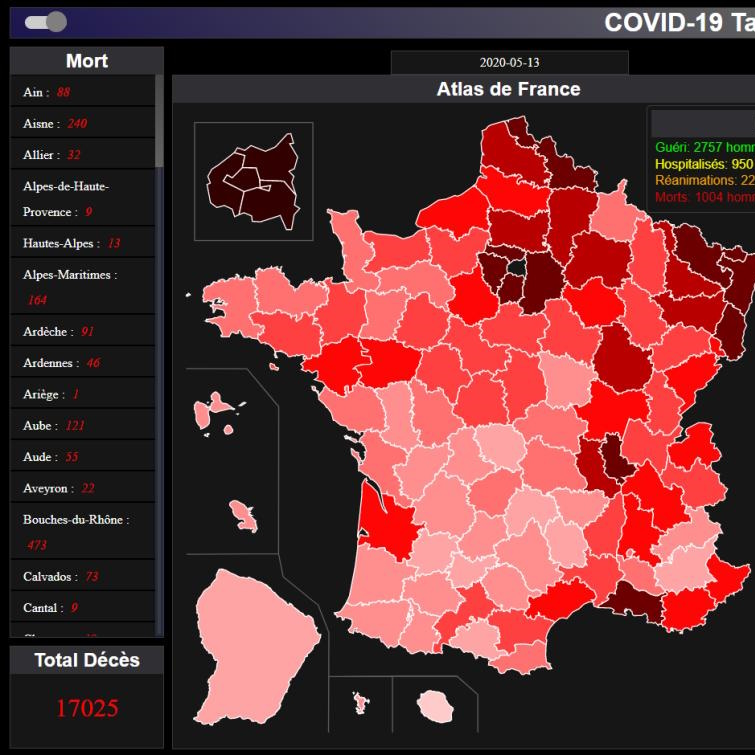 COVID-19 Ta
Mort
2020-05-13
Atlas de France
Ain : 88
Aisne : 240
Allier : 32
Alpes-de-Haute-
Provence : 9
Hautes-Alpes : 13
Alpes-Maritimes :
164
Ardèche : 91
Ardennes : 46
Ariège : 1
Aube : 121
Aude : 55
Aveyron : 22
Bouches-du-Rhône :
473
Calvados : 73
Cantal : 9
Total Décès
17025
Guéri: 2757 homm
Hospitalisés: 950
Réanimations: 22
Morts: 1004 homm